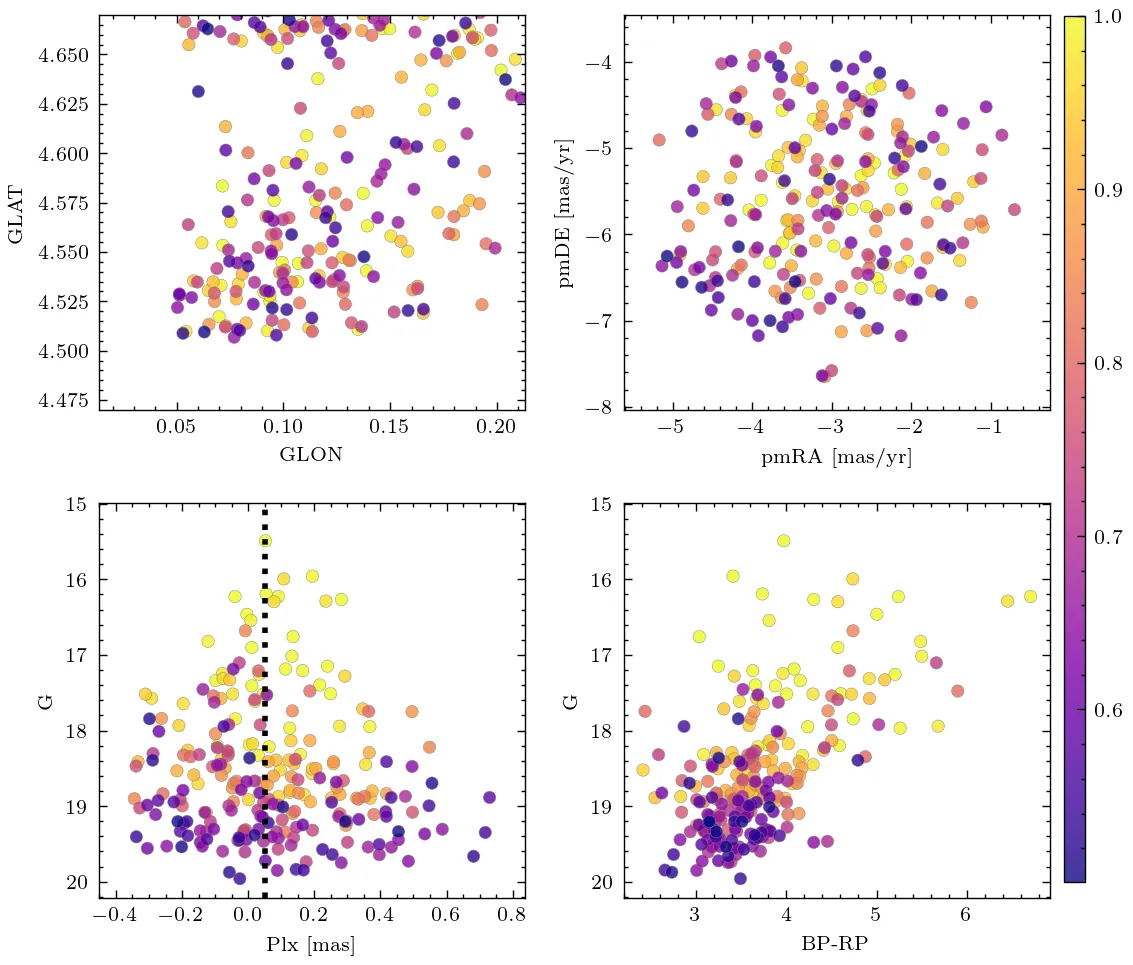 4.650
4.625
4.600
4.575
4.550
4.525
4.500
4.475
GLAT
0.05 0.10 0.15 0.20
GLON
−4
−5
−6
−7
−8
pmDE [mas/yr]
−5 −4 −3 −2 −1
pmRA [mas/yr]
1.0
0.9
0.8
0.7
0.6
15
16
17
18
19
20
G
−0.4 −0.2 0.0 0.2 0.4 0.6 0.8
Plx [mas]
15
16
17
18
19
20
G
3 4 5 6
BP-RP